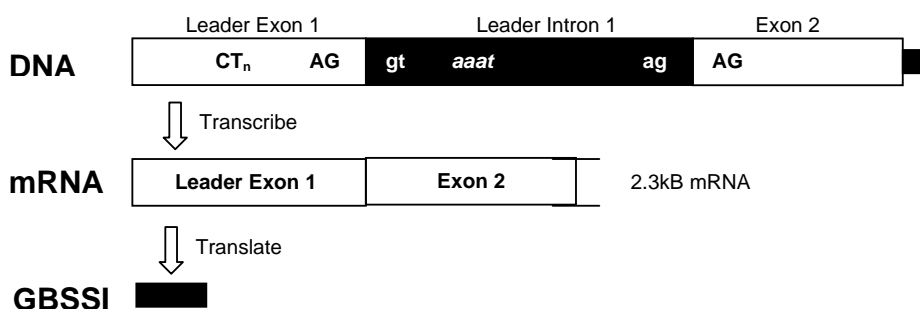 Leader Exon 1 Leader Intron 1 Exon 2
DNA CTn AG gt aaat ag AG
Transcribe
mRNA Leader Exon 1 Exon 2 2.3kB mRNA
Translate
GBSSI